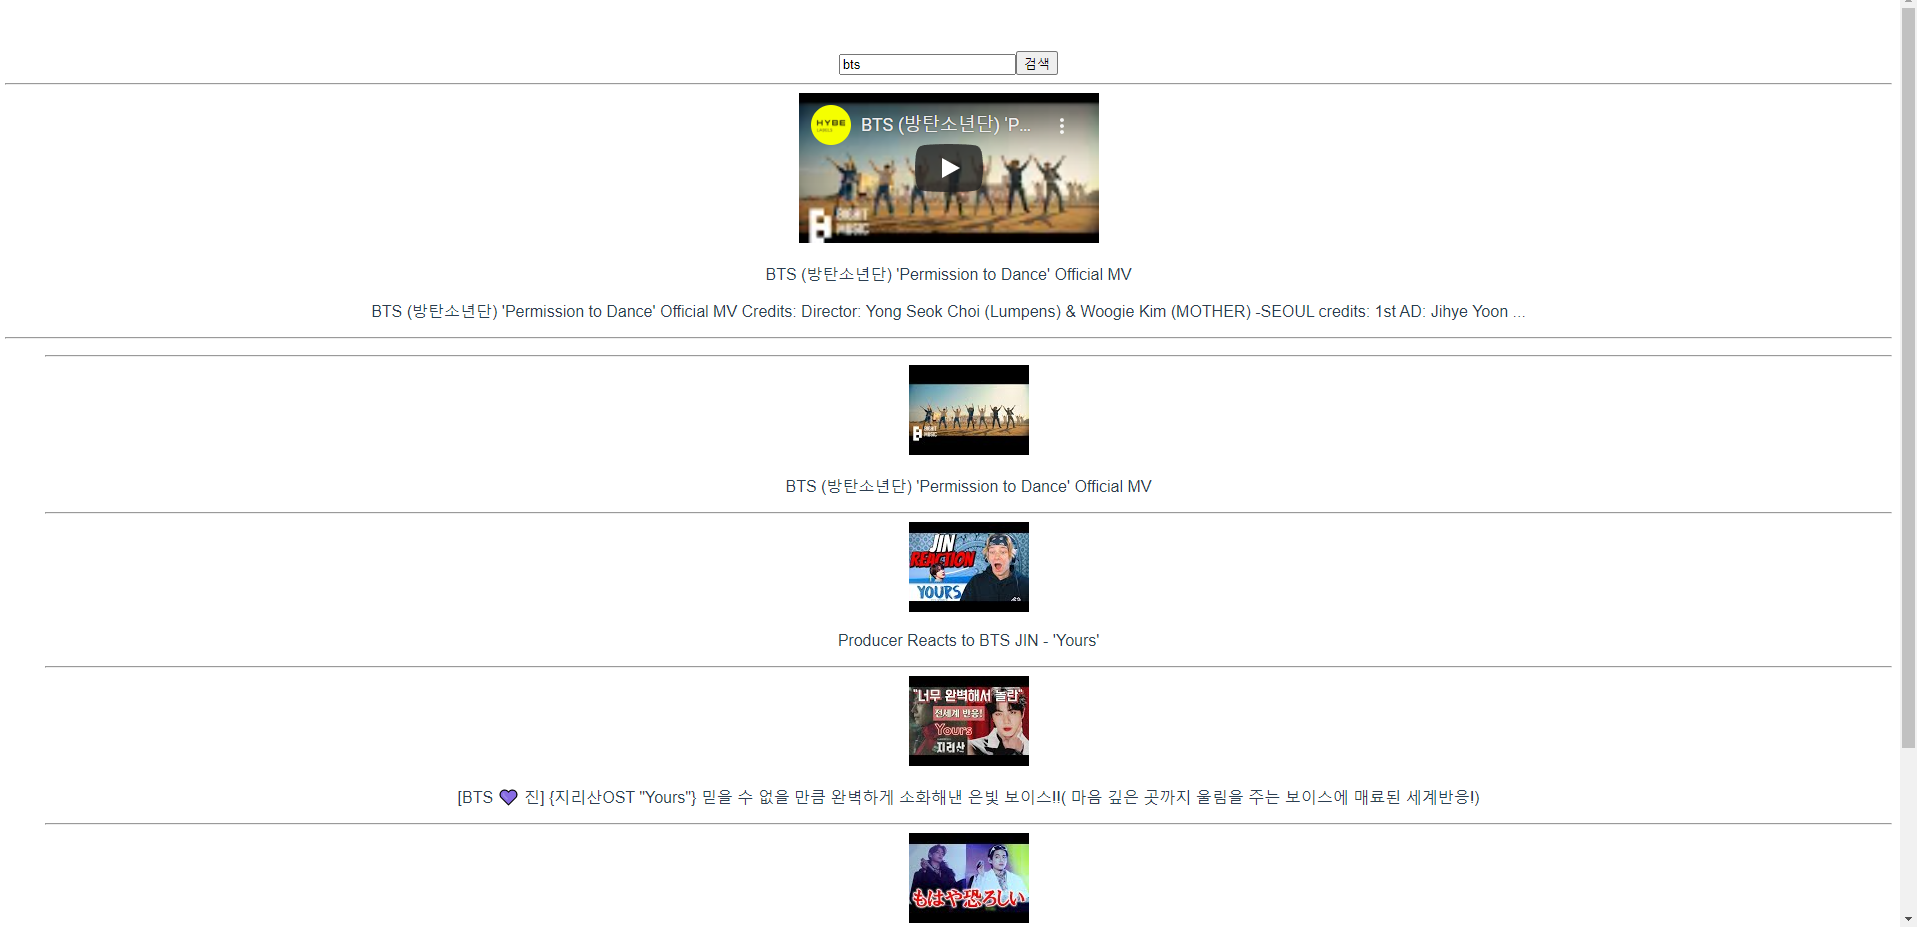 bts 검색
HYBE
LABELS
BTS (방탄소년단) 'P...
BIGHIT
MUSIC
BTS (방탄소년단) 'Permission to Dance' Official MV
BTS (방탄소년단) 'Permission to Dance' Official MV Credits: Director: Yong Seok Choi (Lumpens) & Woogie Kim (MOTHER) -SEOUL credits: 1st AD: Jihye Yoon ...
BIGHIT
MUSIC
BTS (방탄소년단) 'Permission to Dance' Official MV
JIN
REACTION
YOURS
Producer Reacts to BTS JIN - 'Yours'
"너무 완벽해서 놀란"
전세계 반응!
Yours
지리산
[BTS 💜 진] {지리산OST "Yours"} 믿을 수 없을 만큼 완벽하게 소화해낸 은빛 보이스!!( 마음 깊은 곳까지 울림을 주는 보이스에 매료된 세계반응!)
もはや恐ろしい